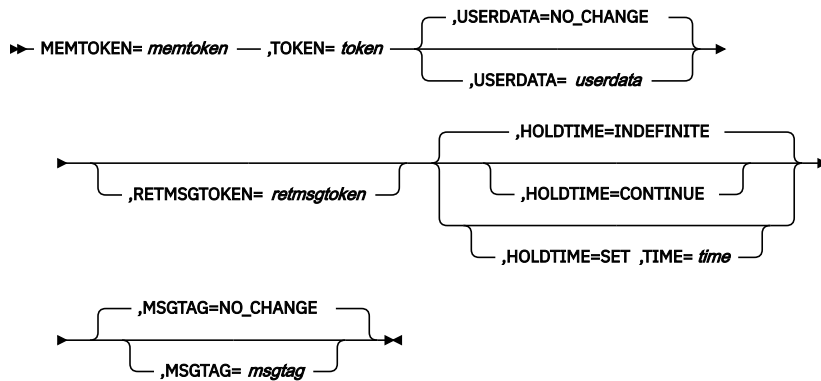 ,USERDATA=NO_CHANGE
MEMTOKEN= memtoken ,TOKEN= token
,USERDATA= userdata
,HOLDTIME=INDEFINITE
,RETMSGTOKEN= retmsgtoken ,HOLDTIME=CONTINUE
,HOLDTIME=SET ,TIME= time
,MSGTAG=NO_CHANGE
,MSGTAG= msgtag